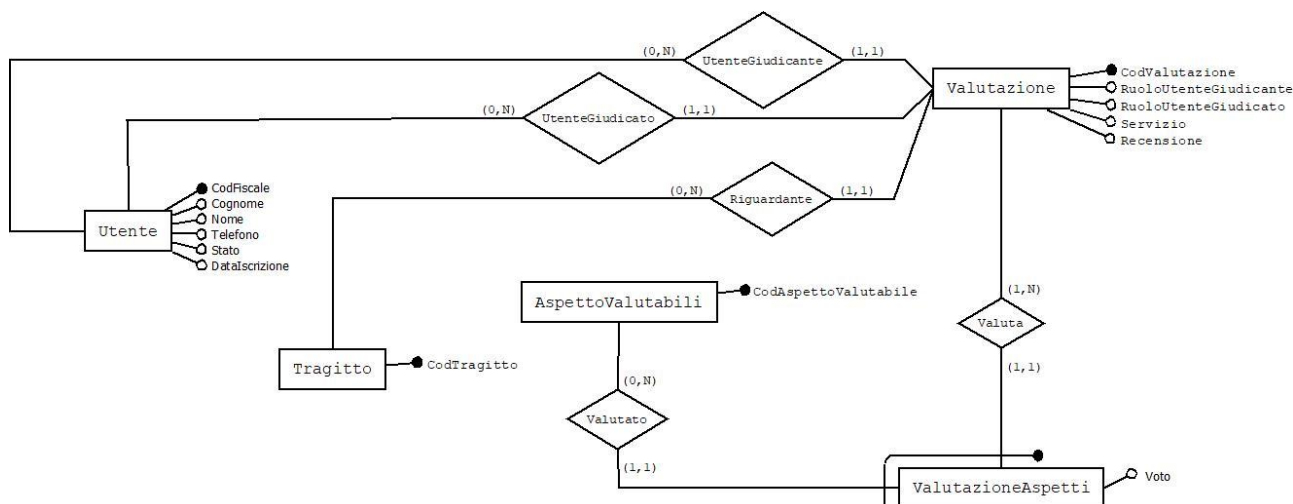 (0,N)
UtenteGiudicante
(1,1)
Valutazione
CodValutazione
RuoloUtenteGiudicante
RuoloUtenteGiudicato
Servizio
Recensione
(0,N)
UtenteGiudicato
(1,1)
(0,N)
Riguardante
(1,1)
Utente
CodFiscale
Cognome
Nome
Telefono
Stato
DataIscrizione
AspettoValutabili
CodAspettoValutabile
(1,N)
Valuta
(1,1)
Tragitto
CodTragitto
(0,N)
Valutato
(1,1)
ValutazioneAspetti
Voto